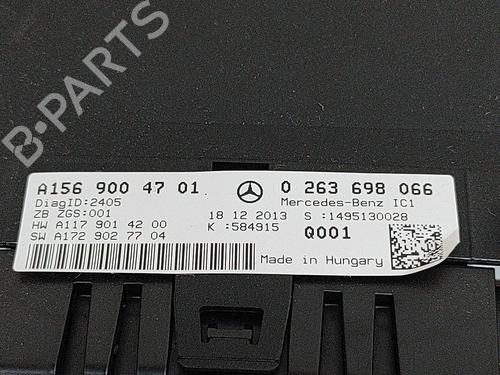 B-PARTS
A156 900 47 01
0 263 698 066
DiagID:2405
Mercedes-Benz IC1
ZB ZGS:001
18 12 2013
S :1495130028
HW A117 901 42 00
K :584915
Q001
SW A172 902 77 04
Made in Hungary